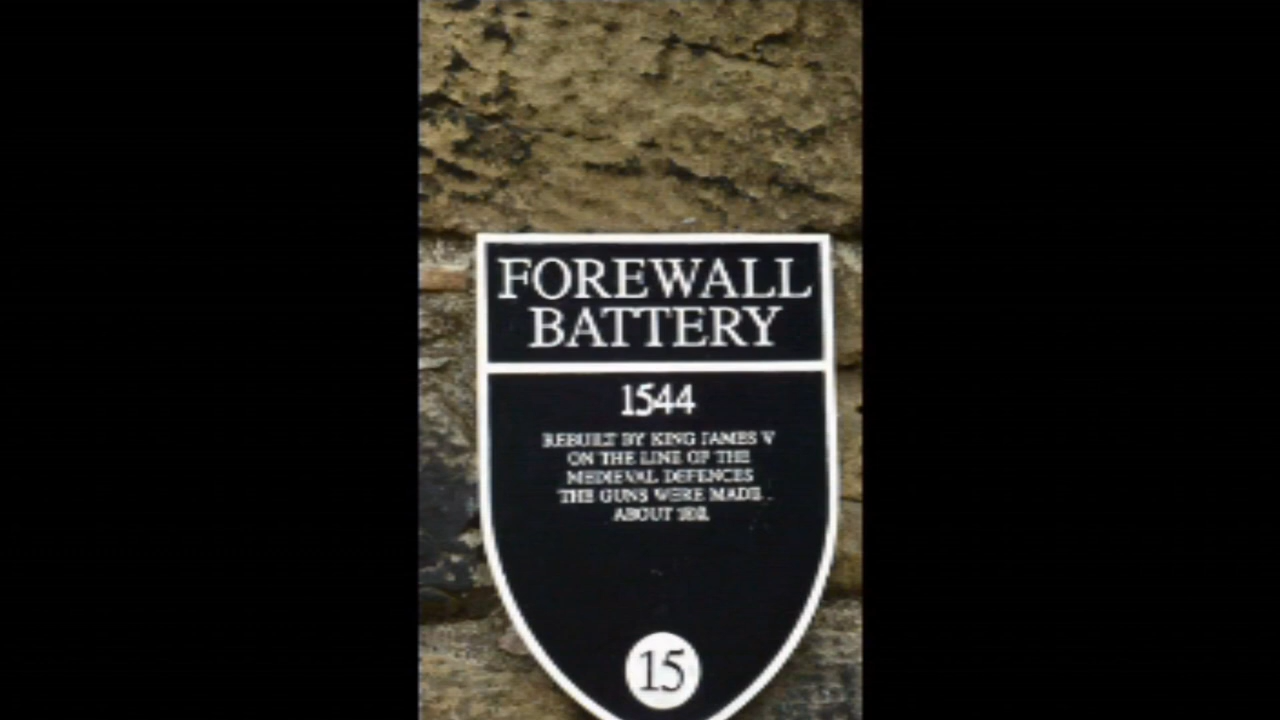 FOREWALL
BATTERY
1544
REBUILT BY KING JAMES V
ON THE LINE OF THE
MEDIEVAL DEFENCES
THE GUNS WERE MADE
ABOUT
15